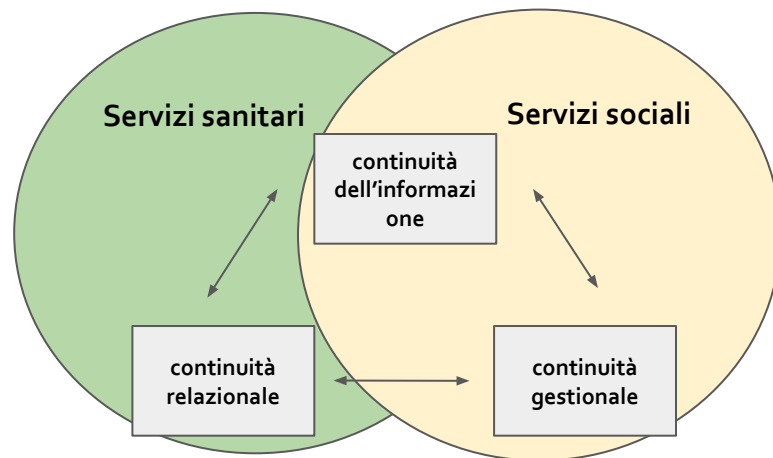 Servizi sanitari
Servizi sociali
continuità
dell'informazi
one
continuità
relazionale
continuità
gestionale